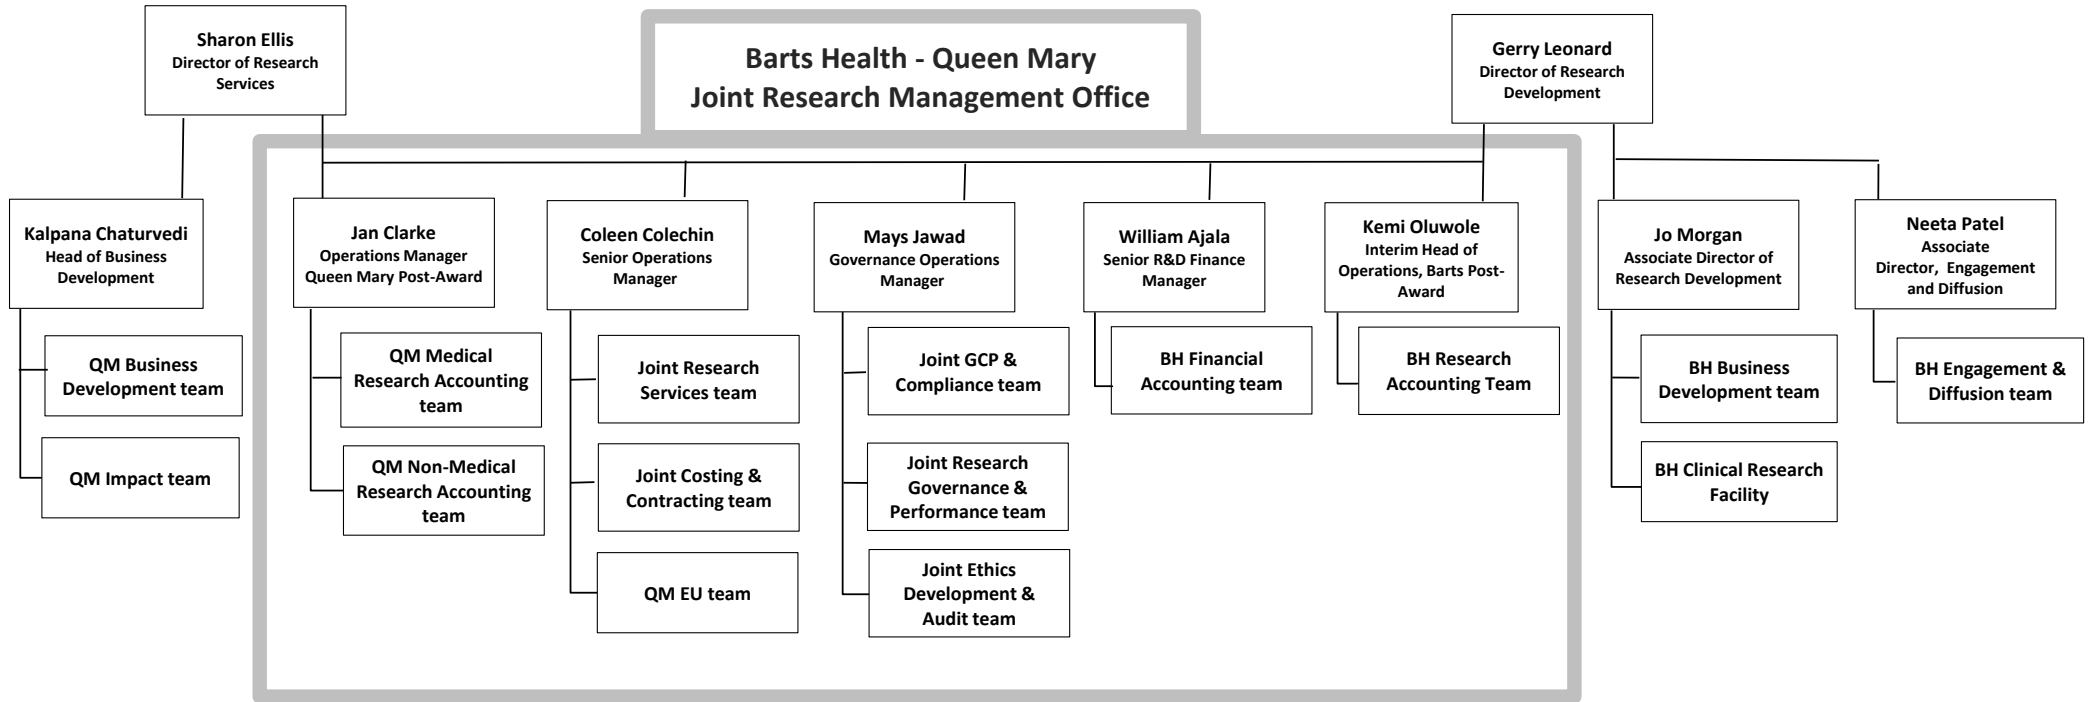 Sharon Ellis
Director of Research
Services
Barts Health - Queen Mary
Joint Research Management Office
Gerry Leonard
Director of Research
Development
Kalpana Chaturvedi
Head of Business
Development
Jan Clarke
Operations Manager
Queen Mary Post-Award
Coleen Colechin
Senior Operations
Manager
Mays Jawad
Governance Operations
Manager
William Ajala
Senior R&D Finance
Manager
Kemi Oluwole
Interim Head of
Operations, Barts Post-
Award
Jo Morgan
Associate Director of
Research Development
Neeta Patel
Associate
Director, Engagement
and Diffusion
QM Business
Development team
QM Impact team
QM Medical
Research Accounting
team
QM Non-Medical
Research Accounting
team
Joint Research
Services team
Joint Costing &
Contracting team
QM EU team
Joint GCP &
Compliance team
Joint Research
Governance &
Performance team
Joint Ethics
Development &
Audit team
BH Financial
Accounting team
BH Research
Accounting Team
BH Business
Development team
BH Clinical Research
Facility
BH Engagement &
Diffusion team